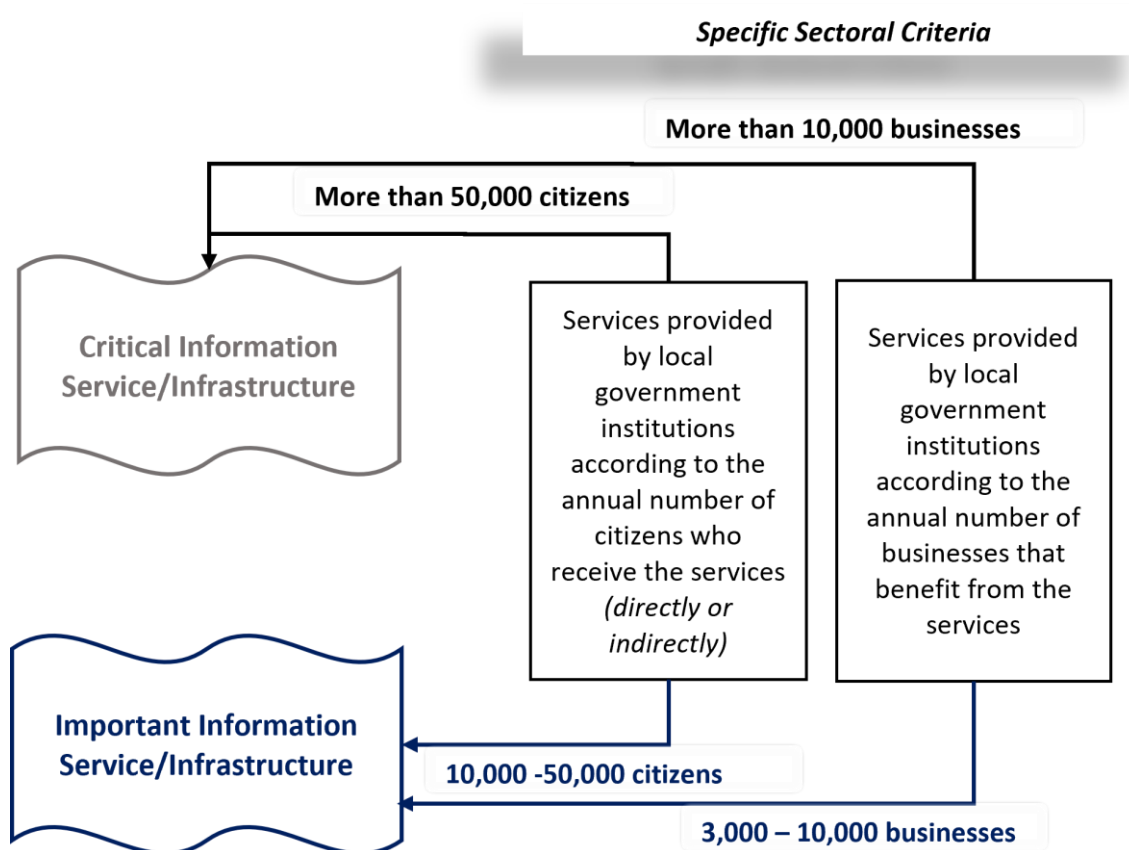 Specific Sectoral Criteria
More than 10,000 businesses
More than 50,000 citizens
Critical Information
Service/Infrastructure
Services provided
by local
government
institutions
according to the
annual number of
citizens who
receive the services
(directly or
indirectly)
Services provided
by local
government
institutions
according to the
annual number of
businesses that
benefit from the
services
Important Information
Service/Infrastructure
10,000 -50,000 citizens
3,000 – 10,000 businesses